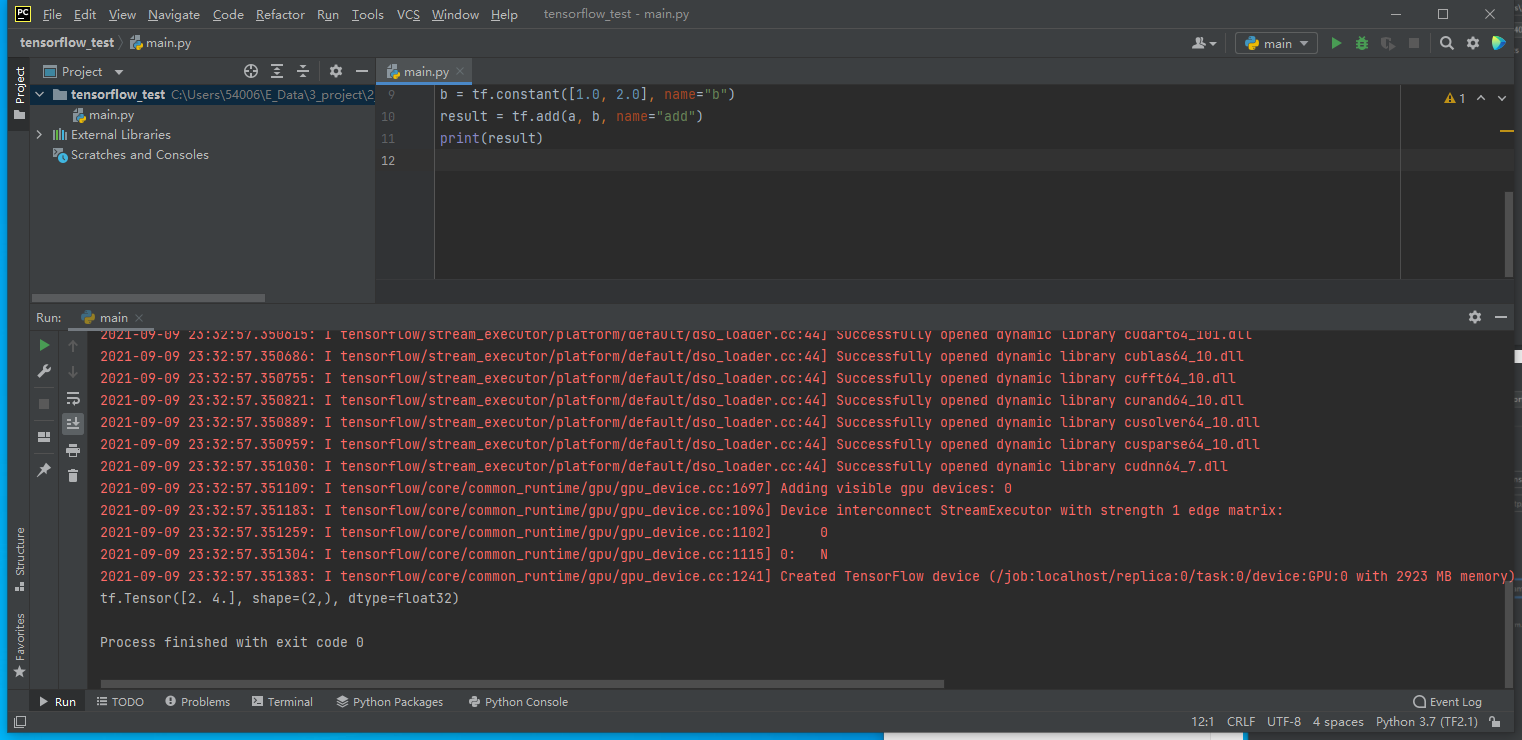 PC File Edit View Navigate Code Refactor Run Tools VCS Window Help tensorflow_test - main.py
tensorflow_test main.py main
Project
Project main.py
tensorflow_test C:\Users\54006\E_Data\3_project\2
main.py
External Libraries
Scratches and Consoles
9 b = tf.constant([1.0, 2.0], name="b")
10 result = tf.add(a, b, name="add")
11 print(result)
12
1
Run: main
2021-09-09 23:32:57.350615: I tensorflow/stream_executor/platform/default/dso_loader.cc:44] Successfully opened dynamic library cudart64_101.dll
2021-09-09 23:32:57.350686: I tensorflow/stream_executor/platform/default/dso_loader.cc:44] Successfully opened dynamic library cublas64_10.dll
2021-09-09 23:32:57.350755: I tensorflow/stream_executor/platform/default/dso_loader.cc:44] Successfully opened dynamic library cufft64_10.dll
2021-09-09 23:32:57.350821: I tensorflow/stream_executor/platform/default/dso_loader.cc:44] Successfully opened dynamic library curand64_10.dll
2021-09-09 23:32:57.350889: I tensorflow/stream_executor/platform/default/dso_loader.cc:44] Successfully opened dynamic library cusolver64_10.dll
2021-09-09 23:32:57.350959: I tensorflow/stream_executor/platform/default/dso_loader.cc:44] Successfully opened dynamic library cusparse64_10.dll
2021-09-09 23:32:57.351030: I tensorflow/stream_executor/platform/default/dso_loader.cc:44] Successfully opened dynamic library cudnn64_7.dll
2021-09-09 23:32:57.351109: I tensorflow/core/common_runtime/gpu/gpu_device.cc:1697] Adding visible gpu devices: 0
2021-09-09 23:32:57.351183: I tensorflow/core/common_runtime/gpu/gpu_device.cc:1096] Device interconnect StreamExecutor with strength 1 edge matrix:
2021-09-09 23:32:57.351259: I tensorflow/core/common_runtime/gpu/gpu_device.cc:1102]      0
2021-09-09 23:32:57.351304: I tensorflow/core/common_runtime/gpu/gpu_device.cc:1115] 0:   N
2021-09-09 23:32:57.351383: I tensorflow/core/common_runtime/gpu/gpu_device.cc:1241] Created TensorFlow device (/job:localhost/replica:0/task:0/device:GPU:0 with 2923 MB memory)
tf.Tensor([2. 4.], shape=(2,), dtype=float32)
Process finished with exit code 0
Structure
Favorites
Run TODO Problems Terminal Python Packages Python Console Event Log
12:1 CRLF UTF-8 4 spaces Python 3.7 (TF2.1)